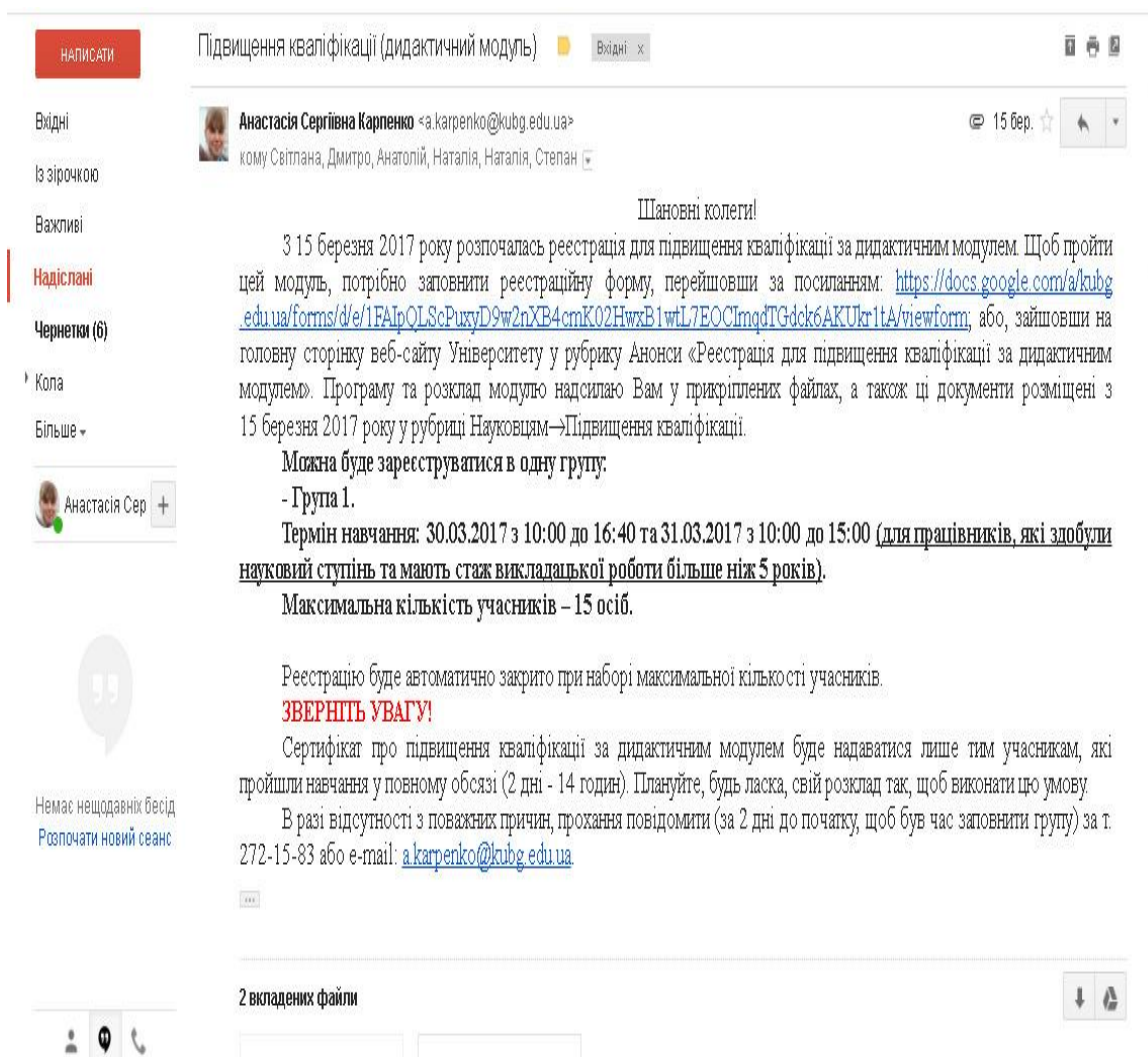 НАПИСАТИ
Підвищення кваліфікації (дидактичний модуль)
Вхідні x
Вхідні
Із зірочкою
Важливі
Надіслані
Чернетки (6)
Кола
Більше
Анастасія Сер +
Немає нещодавніх бесід
Розпочати новий сеанс
Анастасія Сергіївна Карпенко <a.karpenko@kubg.edu.ua>
15 бер.
кому Світлана, Дмитро, Анатолій, Наталія, Наталія, Степан
Шановні колеги!
З 15 березня 2017 року розпочалась реєстрація для підвищення кваліфікації за дидактичним модулем. Щоб пройти
цей модуль, потрібно заповнити реєстраційну форму, перейшовши за посиланням: https://docs.google.com/a/kubg
.edu.ua/forms/d/e/1FAIpQLScPuxyD9w2nXB4cmK02HwxB1wtL7EOCImqdTGdck6AKUkr1tA/viewform; або, зайшовши на
головну сторінку веб-сайту Університету у рубрику Анонси «Реєстрація для підвищення кваліфікації за дидактичним
модулем». Програму та розклад модулю надсилаю Вам у прикріплених файлах, а також ці документи розміщені з
15 березня 2017 року у рубриці Науковцям→Підвищення кваліфікації.
Можна буде зареєструватися в одну групу:
- Група 1.
Термін навчання: 30.03.2017 з 10:00 до 16:40 та 31.03.2017 з 10:00 до 15:00 (для працівників, які здобули
науковий ступінь та мають стаж викладацької роботи більше ніж 5 років).
Максимальна кількість учасників – 15 осіб.
Реєстрацію буде автоматично закрито при наборі максимальної кількості учасників.
ЗВЕРНІТЬ УВАГУ!
Сертифікат про підвищення кваліфікації за дидактичним модулем буде надаватися лише тим учасникам, які
пройшли навчання у повному обсязі (2 дні - 14 годин). Плануйте, будь ласка, свій розклад так, щоб виконати цю умову.
В разі відсутності з поважних причин, прохання повідомити (за 2 дні до початку, щоб був час заповнити групу) за т.
272-15-83 або e-mail: a.karpenko@kubg.edu.ua.
2 вкладених файли